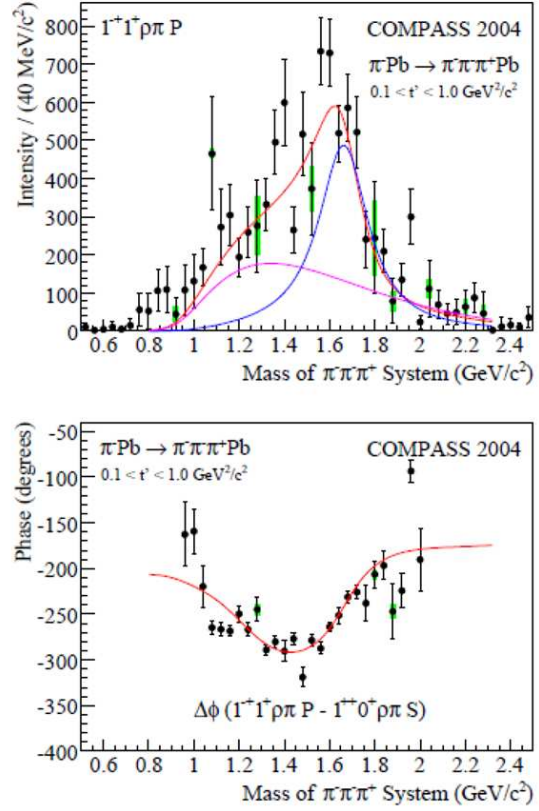 1⁻⁺1⁺ρπ P
COMPASS 2004
π⁻Pb → π⁻π⁻π⁺Pb
0.1 < t' < 1.0 GeV²/c²
Intensity / (40 MeV/c²)
800
700
600
500
400
300
200
100
0
0.6 0.8 1 1.2 1.4 1.6 1.8 2 2.2 2.4
Mass of π⁻π⁻π⁺ System (GeV/c²)
π⁻Pb → π⁻π⁻π⁺Pb
COMPASS 2004
0.1 < t' < 1.0 GeV²/c²
Phase (degrees)
-50
-100
-150
-200
-250
-300
-350
-400
Δϕ (1⁻⁺1⁺ρπ P - 1⁺⁺0⁺ρπ S)
0.6 0.8 1 1.2 1.4 1.6 1.8 2 2.2 2.4
Mass of π⁻π⁻π⁺ System (GeV/c²)